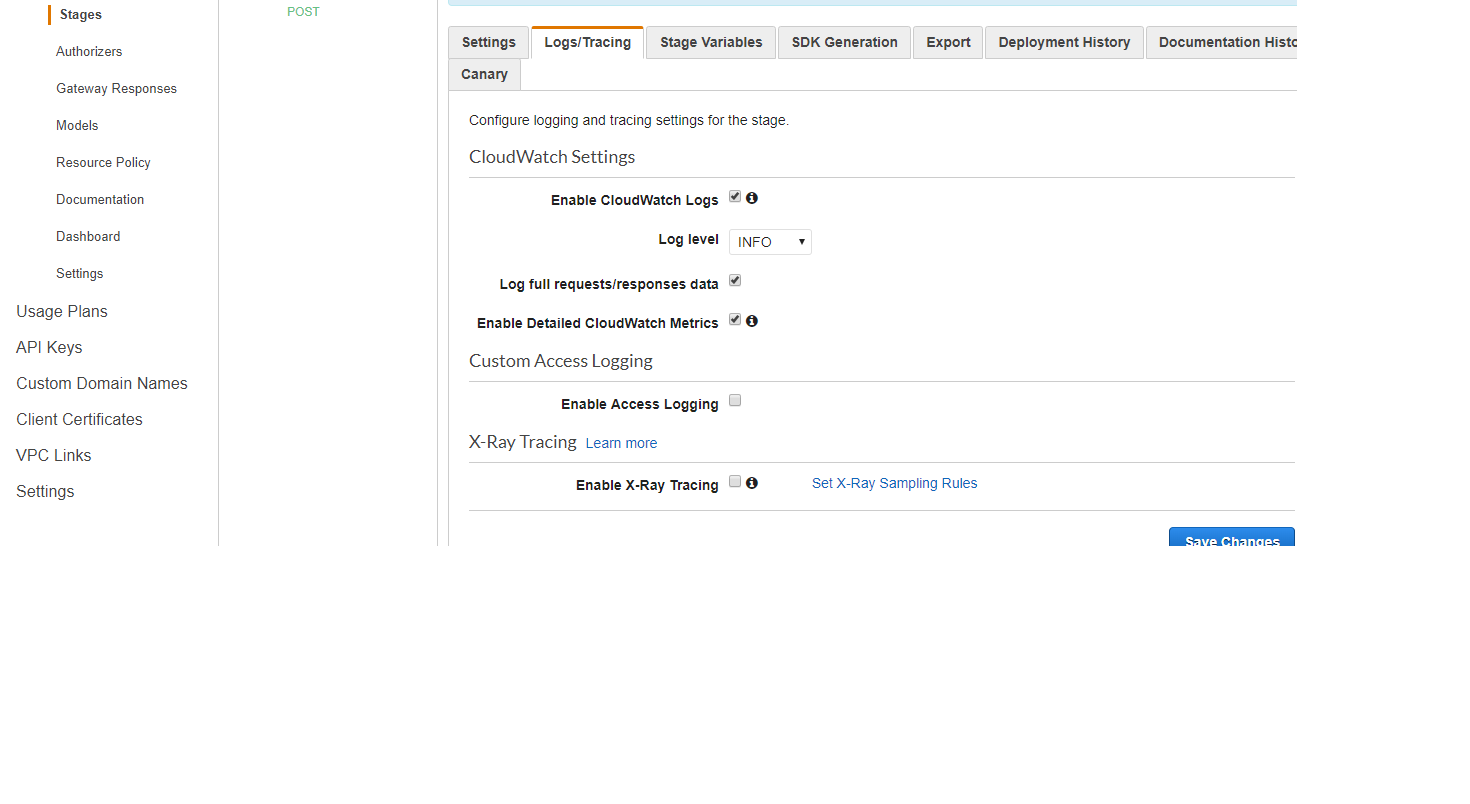 Stages
Authorizers
Gateway Responses
Models
Resource Policy
Documentation
Dashboard
Settings
Usage Plans
API Keys
Custom Domain Names
Client Certificates
VPC Links
Settings
POST
Settings
Logs/Tracing
Stage Variables
SDK Generation
Export
Deployment History
Documentation Histo
Canary
Configure logging and tracing settings for the stage.
CloudWatch Settings
Enable CloudWatch Logs
Log level INFO
Log full requests/responses data
Enable Detailed CloudWatch Metrics
Custom Access Logging
Enable Access Logging
X-Ray Tracing Learn more
Enable X-Ray Tracing Set X-Ray Sampling Rules
Save Changes